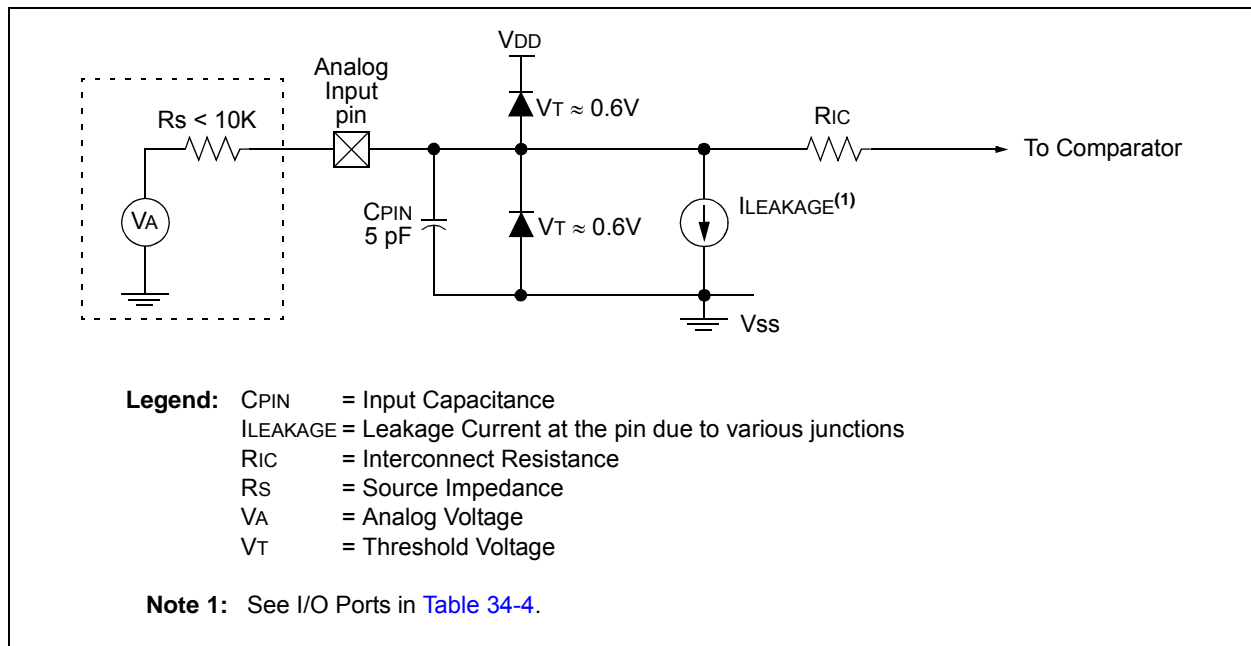 VDD
Analog
Input
pin
VT ≈ 0.6V
Rs < 10K
RIC
To Comparator
VA
CPIN
5 pF
VT ≈ 0.6V
ILEAKAGE(1)
Vss
Legend: CPIN = Input Capacitance
ILEAKAGE = Leakage Current at the pin due to various junctions
RIC = Interconnect Resistance
RS = Source Impedance
VA = Analog Voltage
VT = Threshold Voltage
Note 1: See I/O Ports in Table 34-4.